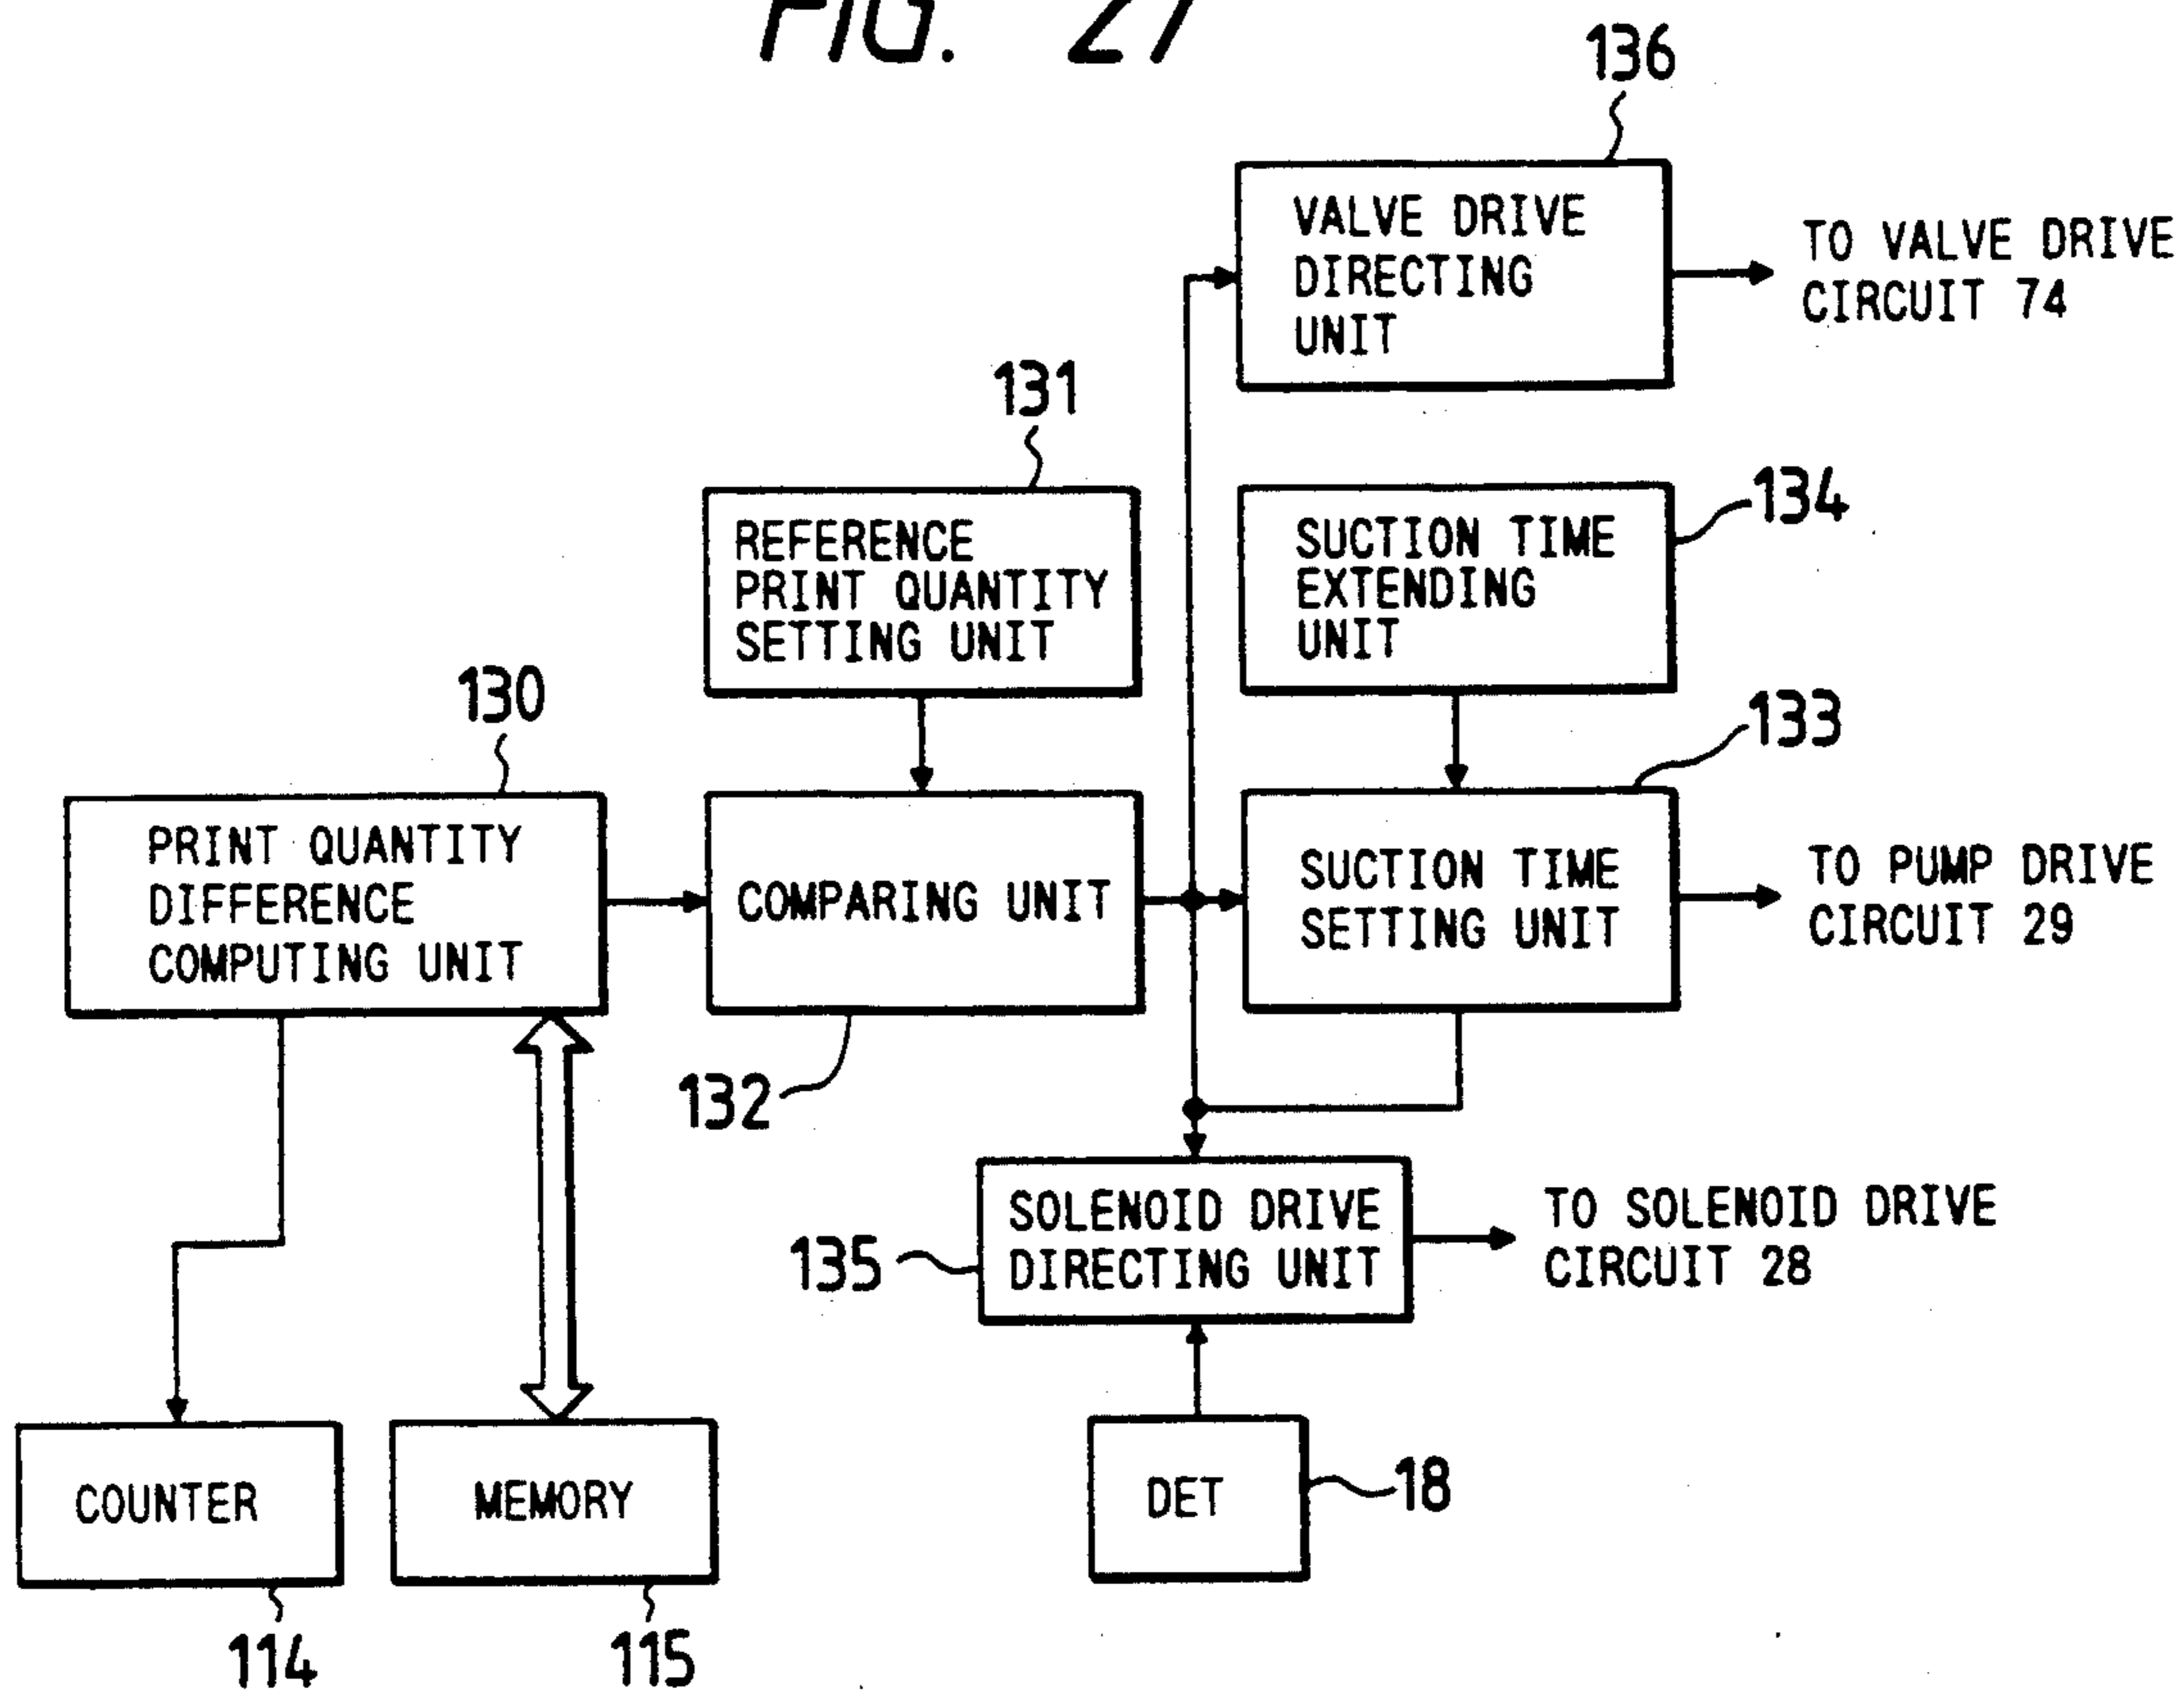 FIG. 27
136
VALVE DRIVE
DIRECTING
UNIT
TO VALVE DRIVE
CIRCUIT 74
131
REFERENCE
PRINT QUANTITY
SETTING UNIT
SUCTION TIME
EXTENDING
UNIT
134
130
133
PRINT QUANTITY
DIFFERENCE
COMPUTING UNIT
COMPARING UNIT
SUCTION TIME
SETTING UNIT
TO PUMP DRIVE
CIRCUIT 29
132
135
SOLENOID DRIVE
DIRECTING UNIT
TO SOLENOID DRIVE
CIRCUIT 28
COUNTER
MEMORY
DET
18
114
115